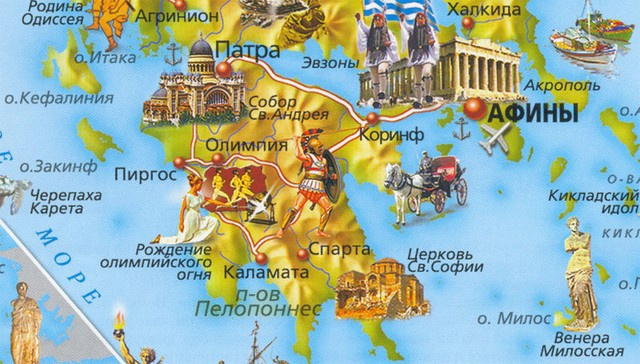 Родина
Одиссея
Агринион
Халкида
о.Итака
Патра
Эвзоны
Акрополь
о.Кефалиния
Собор
Св.Андрея
АФИНЫ
Коринф
Олимпия
о.Закинф
Пиргос
Черепаха
Карета
Кикладский
идол
МОРЕ
Рождение
олимпийского
огня
Спарта
Каламата
Церковь
Св.Софии
п-ов
Пелопоннес
о. Милос
Венера
Милосская